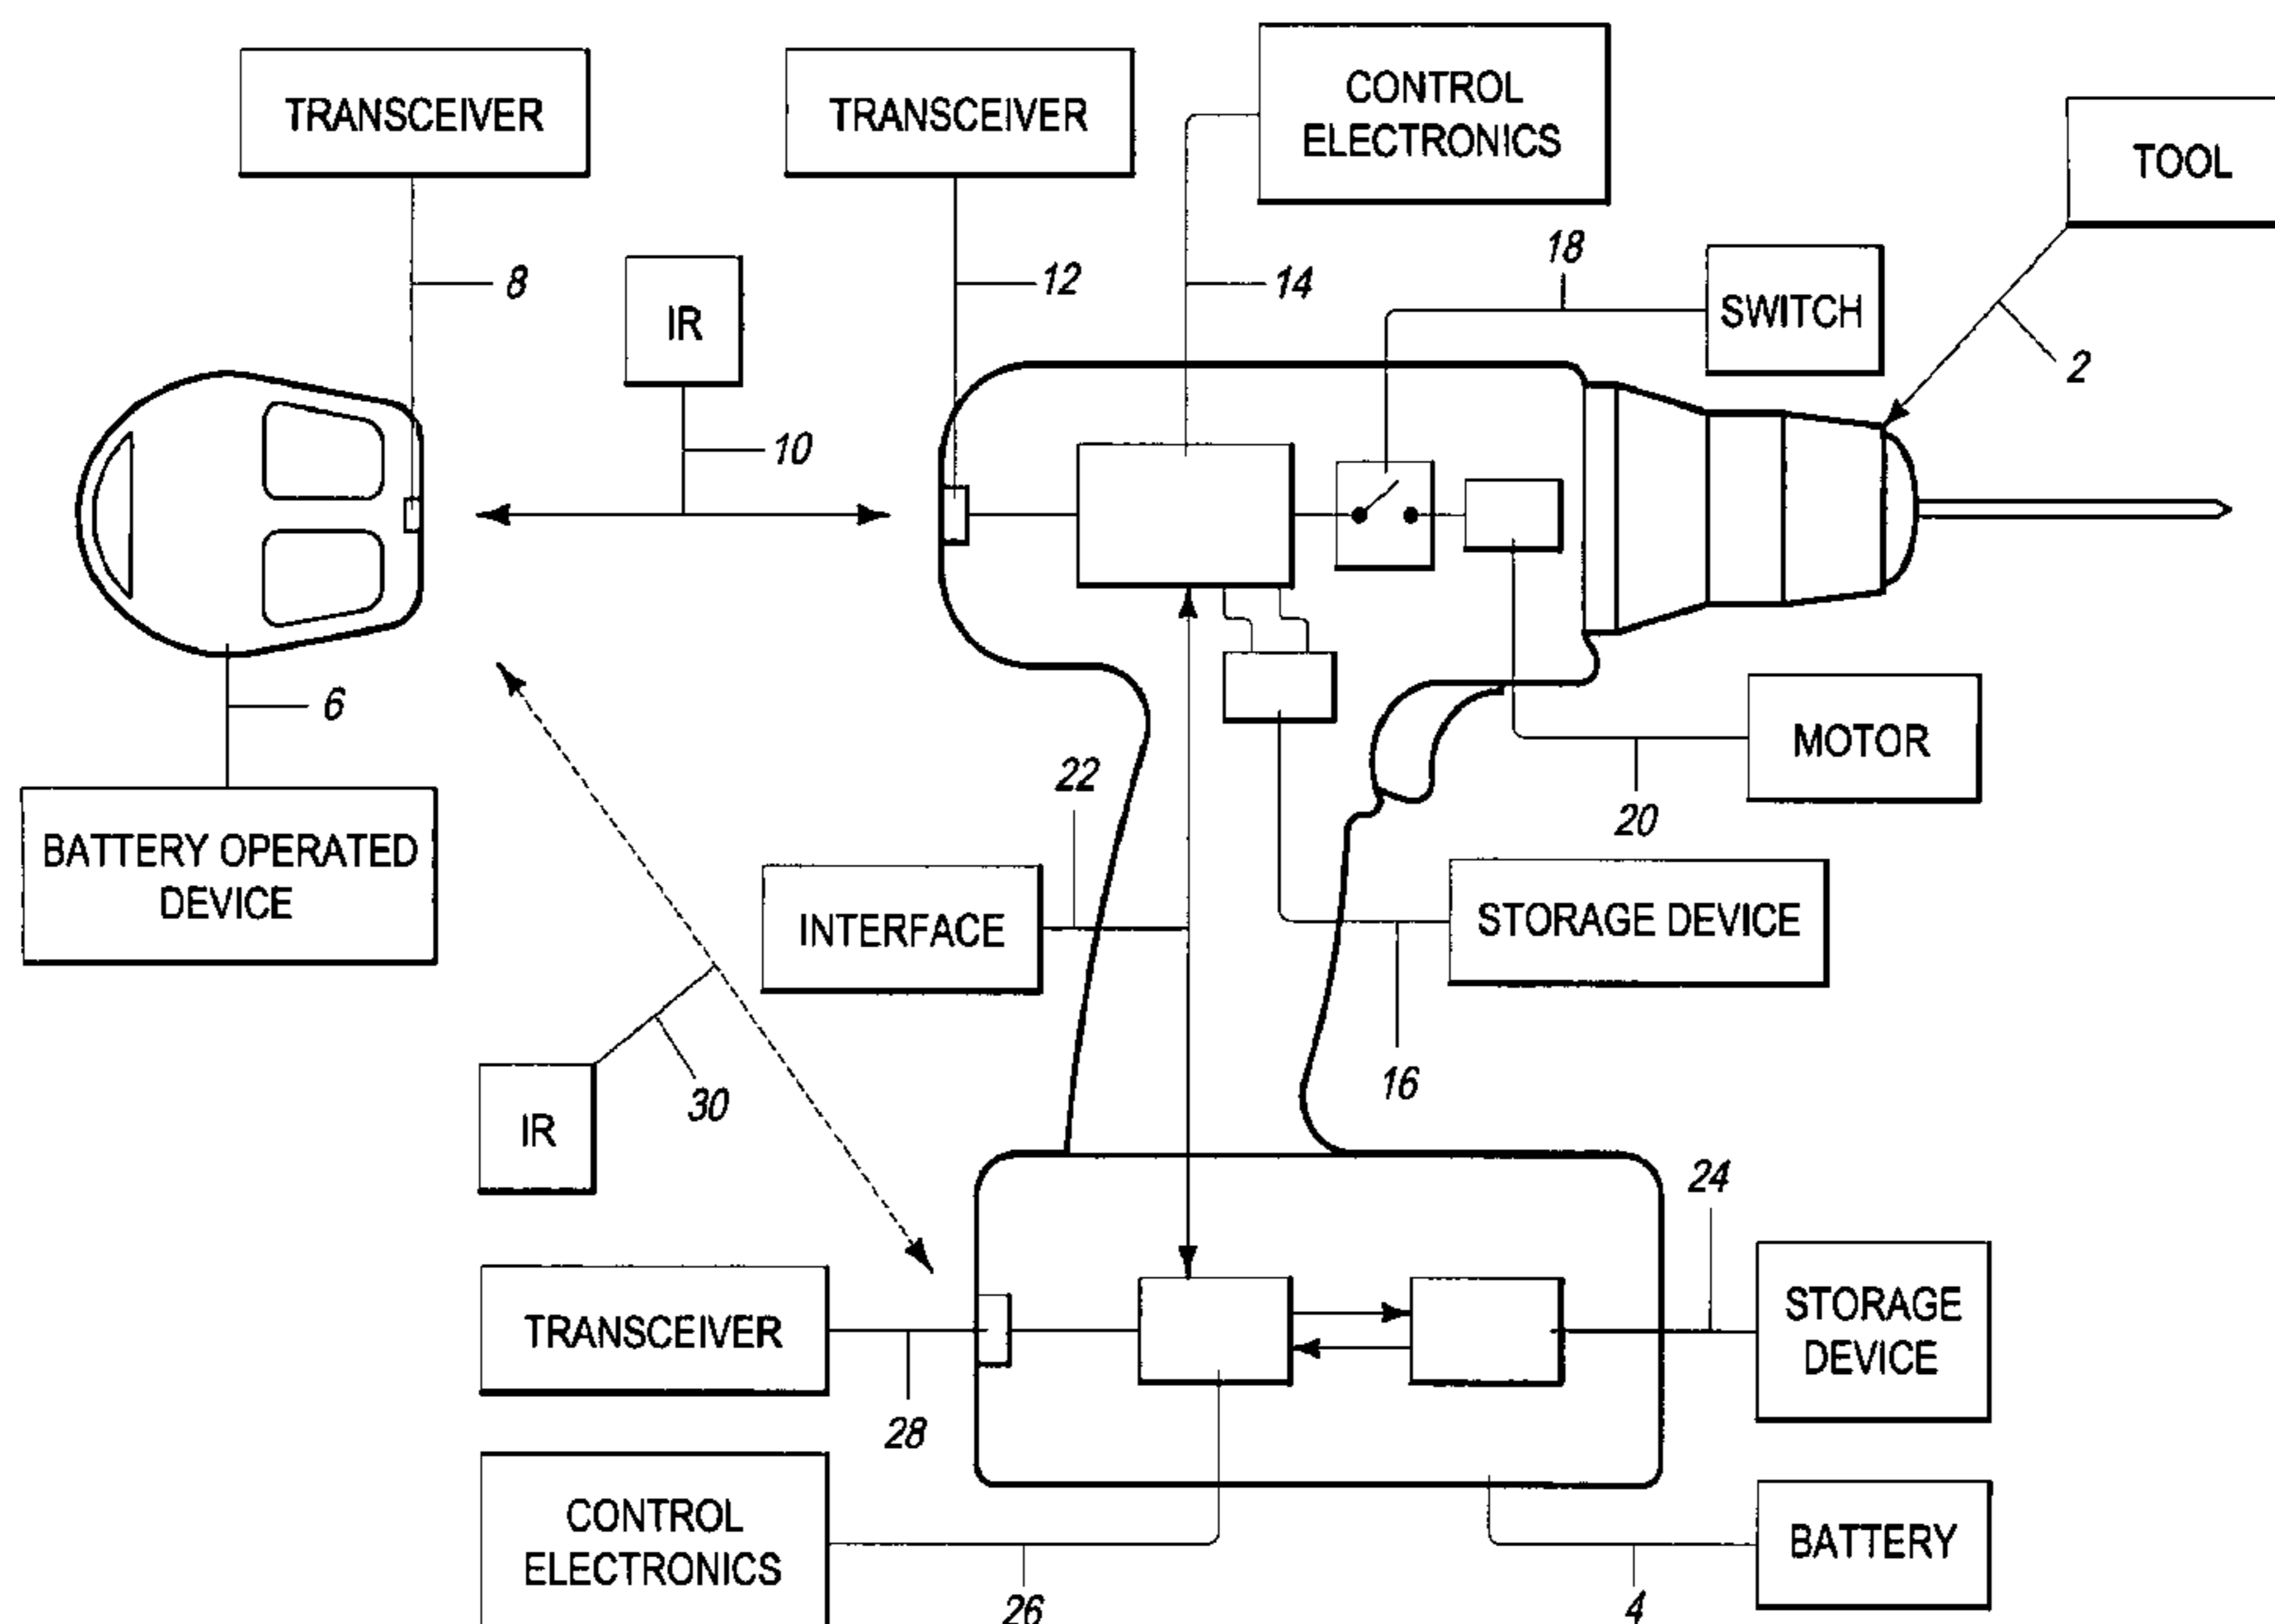 TRANSCEIVER
TRANSCEIVER
CONTROL
ELECTRONICS
TOOL
8
IR
12
14
18
SWITCH
2
10
6
MOTOR
22
20
BATTERY OPERATED
DEVICE
INTERFACE
STORAGE DEVICE
IR
30
16
24
TRANSCEIVER
STORAGE
DEVICE
28
CONTROL
ELECTRONICS
BATTERY
26
4